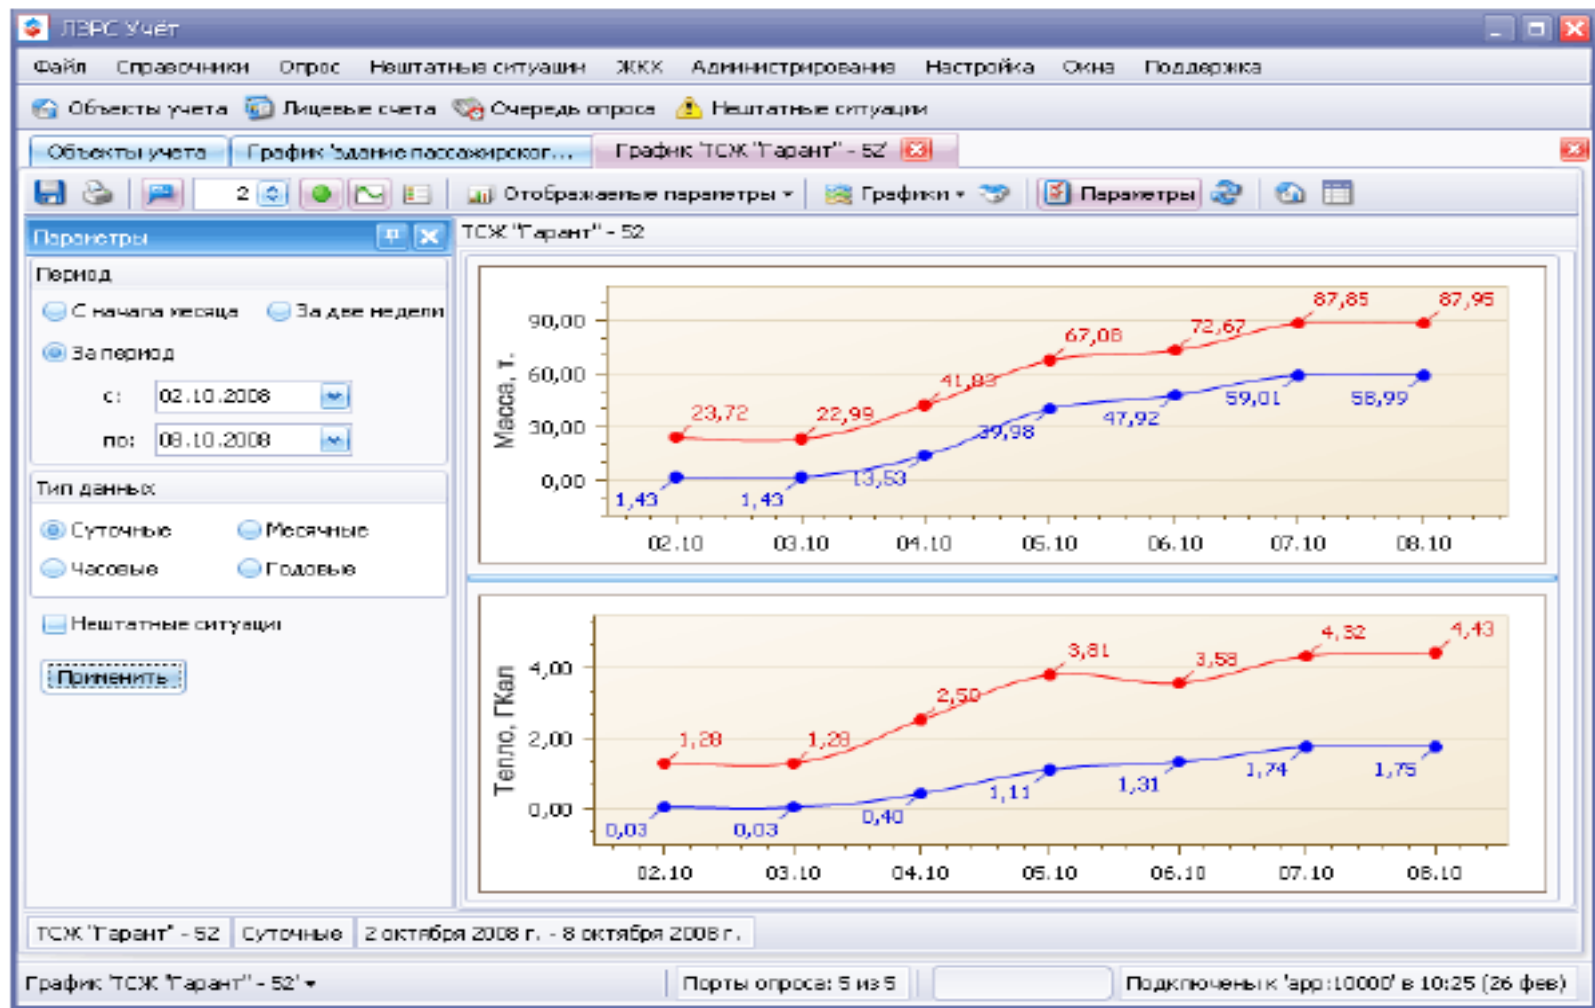 ЛЭРС Учёт
Файл Справочники Опрос Нештатные ситуации ЖКХ Администрирование Настройка Окна Поддержка
Объекты учета Лицевые счета Очередь опроса Нештатные ситуации
Объекты учета График 'здание пассажирског... График 'ТСЖ "Гарант" - 52'
2 Отображаемые параметры Графики Параметры
Параметры
ТСЖ "Гарант" - 52
Период
С начала месяца За две недели
За период
с: 02.10.2008
по: 08.10.2008
Тип данных
Суточные Месячные
Часовые Годовые
Нештатные ситуаци
Применить
Масса, т.
90,00
60,00
30,00
0,00
23,72 22,99 41,83 67,08 72,67 87,85 87,95
1,43 1,43 13,53 39,98 47,92 59,01 58,99
02.10 03.10 04.10 05.10 06.10 07.10 08.10
Тепло, ГКал
4,00
2,00
0,00
1,28 1,28 2,50 3,81 3,58 4,32 4,43
0,03 0,03 0,40 1,11 1,31 1,74 1,75
02.10 03.10 04.10 05.10 06.10 07.10 08.10
ТСЖ "Гарант" - 52 Суточные 2 октября 2008 г. - 8 октября 2008 г.
График 'ТСЖ "Гарант" - 52' Порты опроса: 5 из 5 Подключены к 'app:10000' в 10:25 (26 фев)